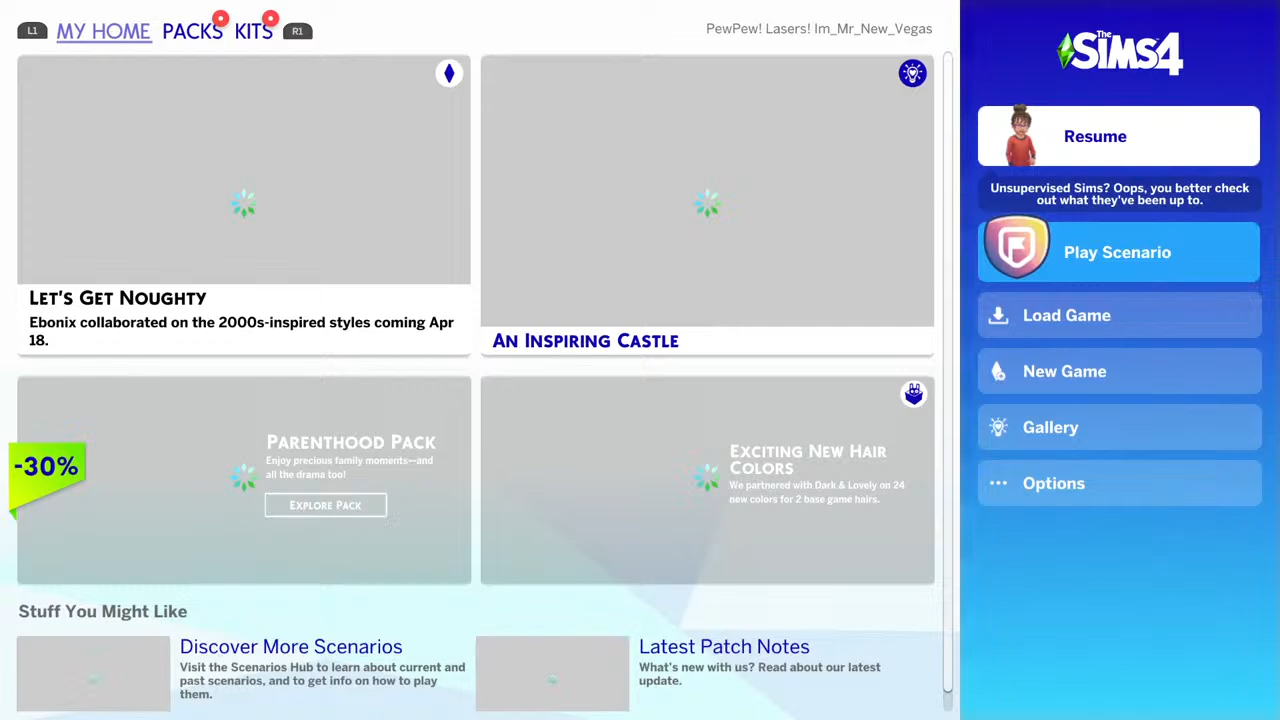 L1 MY HOME PACKS KITS R1
PewPew! Lasers! Im_Mr_New_Vegas
LET'S GET NOUGHTY
Ebonix collaborated on the 2000s-inspired styles coming Apr
18.
AN INSPIRING CASTLE
-30%
PARENTHOOD PACK
Enjoy precious family moments—and
all the drama too!
EXPLORE PACK
EXCITING NEW HAIR
COLORS
We partnered with Dark & Lovely on 24
new colors for 2 base game hairs.
Stuff You Might Like
Discover More Scenarios
Visit the Scenarios Hub to learn about current and
past scenarios, and to get info on how to play
them.
Latest Patch Notes
What's new with us? Read about our latest
update.
The SIMS 4
Resume
Unsupervised Sims? Oops, you better check
out what they've been up to.
Play Scenario
Load Game
New Game
Gallery
Options